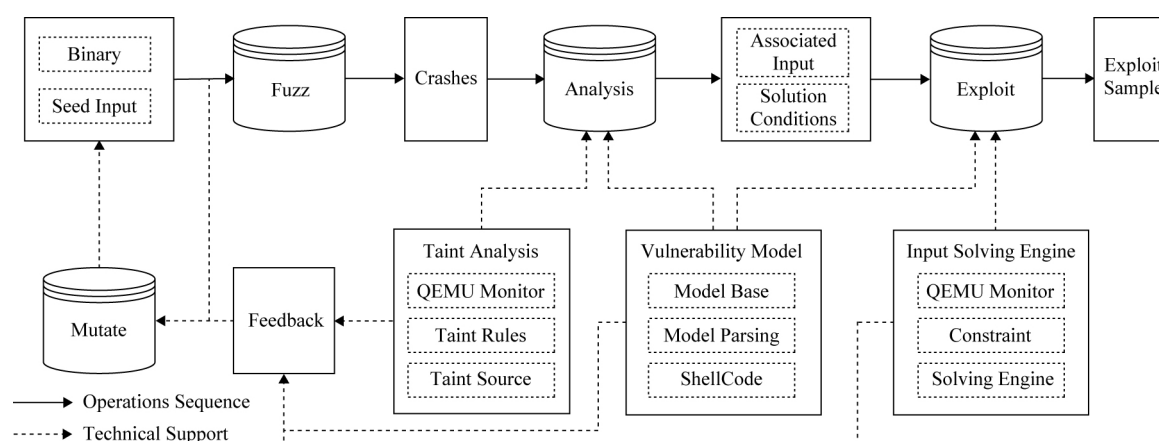 Binary
Seed Input
Fuzz
Crashes
Analysis
Associated
Input
Solution
Conditions
Exploit
Exploit
Sample
Taint Analysis
QEMU Monitor
Taint Rules
Taint Source
Vulnerability Model
Model Base
Model Parsing
ShellCode
Input Solving Engine
QEMU Monitor
Constraint
Solving Engine
Mutate
Feedback
Operations Sequence
Technical Support